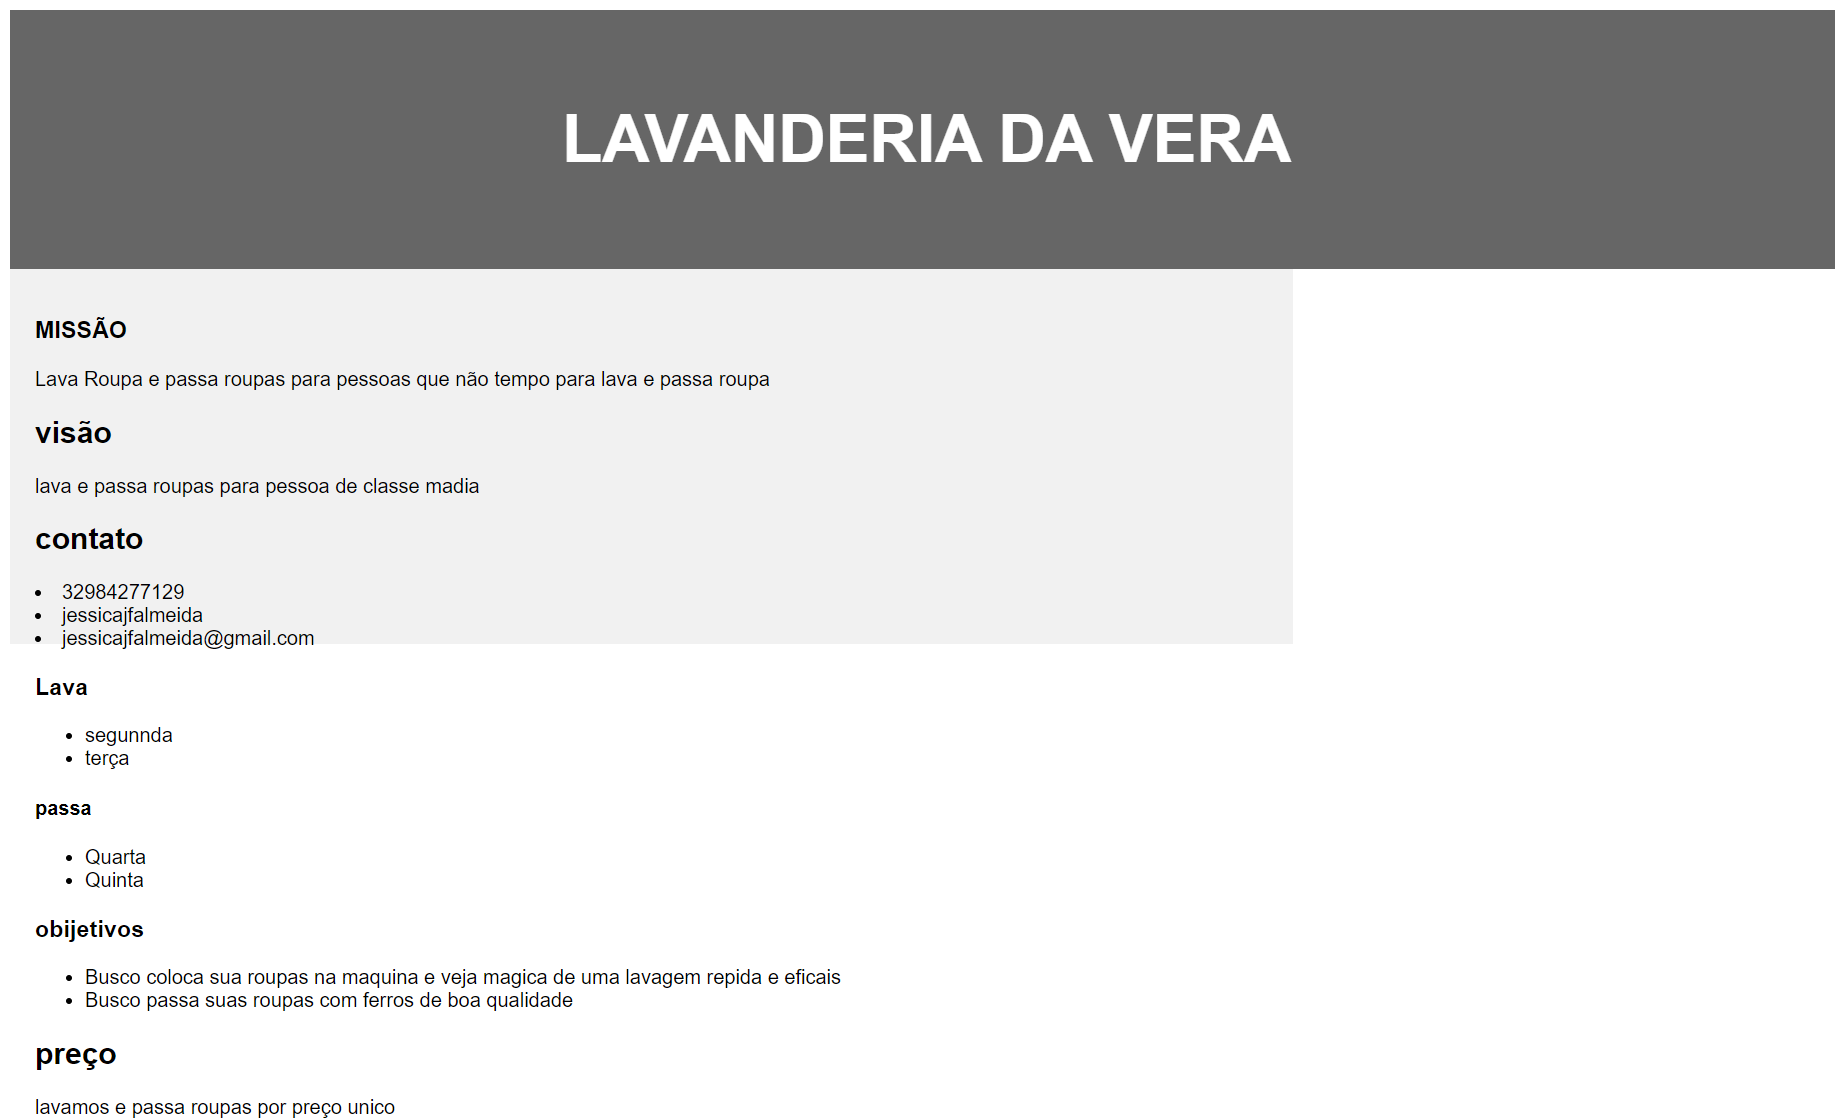 LAVANDERIA DA VERA
MISSÃO
Lava Roupa e passa roupas para pessoas que não tempo para lava e passa roupa
visão
lava e passa roupas para pessoa de classe madia
contato
32984277129
jessicajfalmeida
jessicajfalmeida@gmail.com
Lava
segunnda
terça
passa
Quarta
Quinta
obijetivos
Busco coloca sua roupas na maquina e veja magica de uma lavagem repida e eficais
Busco passa suas roupas com ferros de boa qualidade
preço
lavamos e passa roupas por preço unico